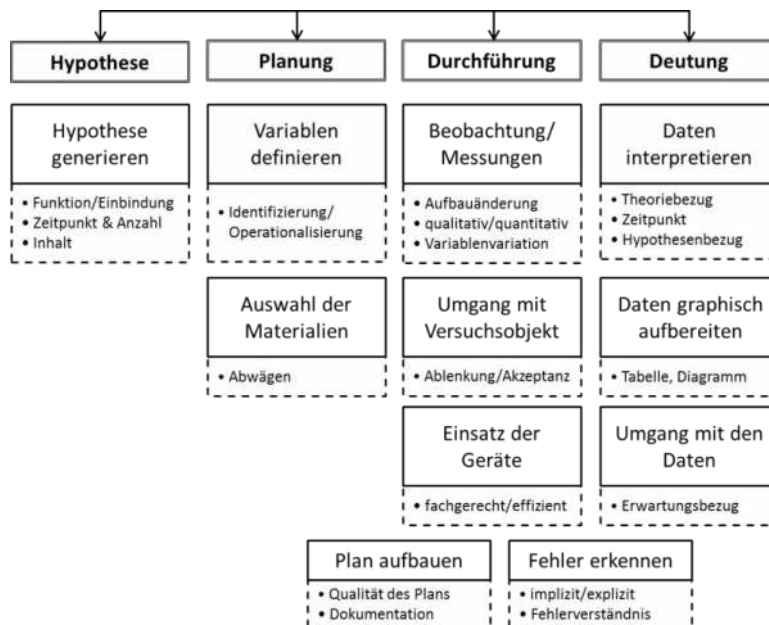 Hypothese
Planung
Durchführung
Deutung
Hypothese
generieren
• Funktion/Einbindung
• Zeitpunkt & Anzahl
• Inhalt
Variablen
definieren
• Identifizierung/
Operationalisierung
Beobachtung/
Messungen
• Aufbauänderung
• qualitativ/quantitativ
• Variablenvariation
Daten
interpretieren
• Theoriebezug
• Zeitpunkt
• Hypothesenbezug
Auswahl der
Materialien
• Abwägen
Umgang mit
Versuchsobjekt
• Ablenkung/Akzeptanz
Daten graphisch
aufbereiten
• Tabelle, Diagramm
Einsatz der
Geräte
• fachgerecht/effizient
Umgang mit den
Daten
• Erwartungsbezug
Plan aufbauen
• Qualität des Plans
• Dokumentation
Fehler erkennen
• implizit/explizit
• Fehlerverständnis